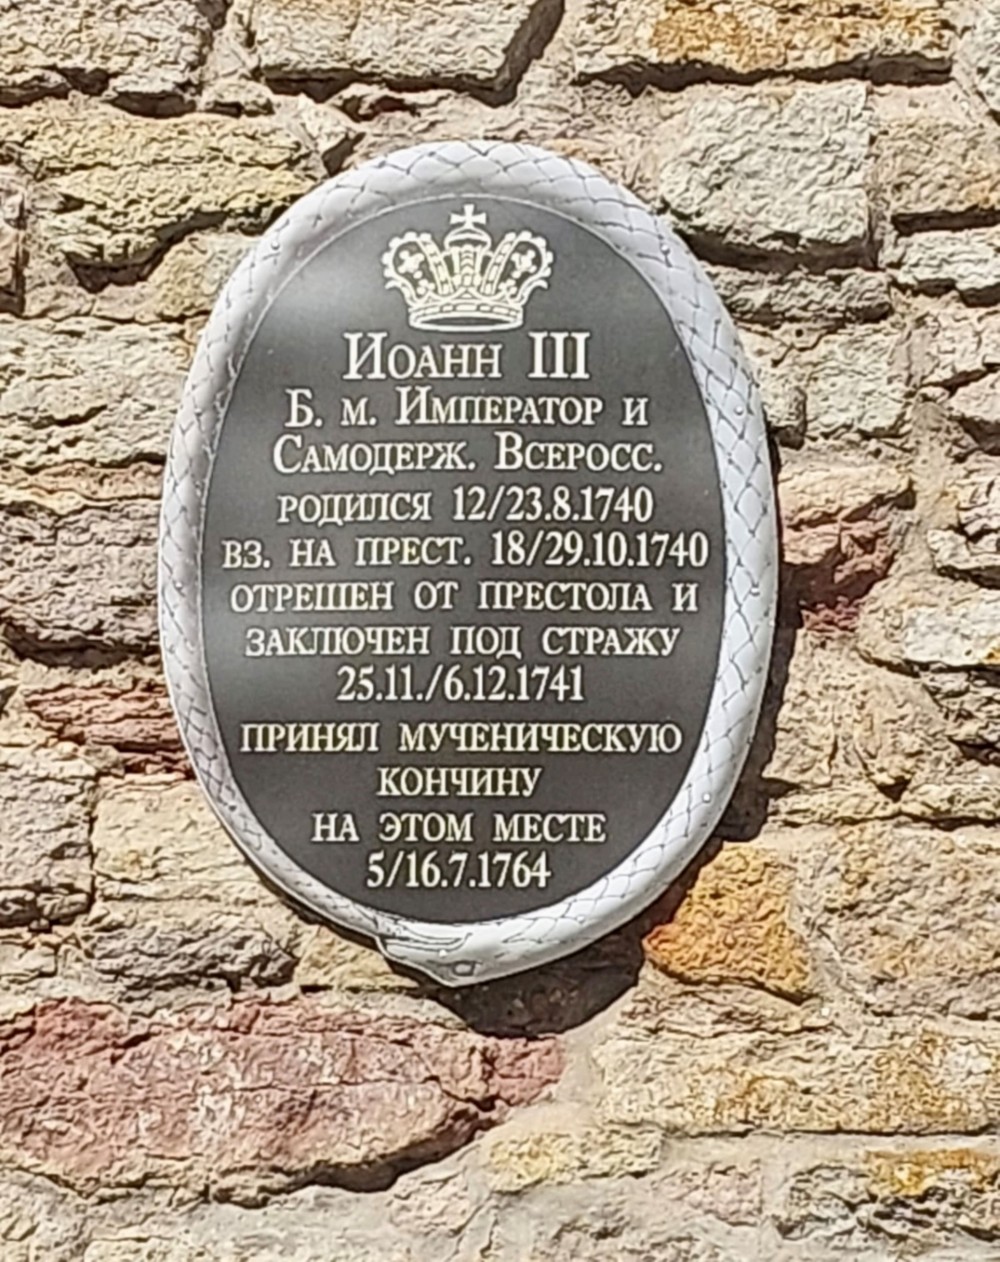 Иоанн III
Б. м. Император и
Самодерж. Всеросс.
родился 12/23.8.1740
вз. на прест. 18/29.10.1740
отрешен от престола и
заключен под стражу
25.11./6.12.1741
принял мученическую
кончину
на этом месте
5/16.7.1764